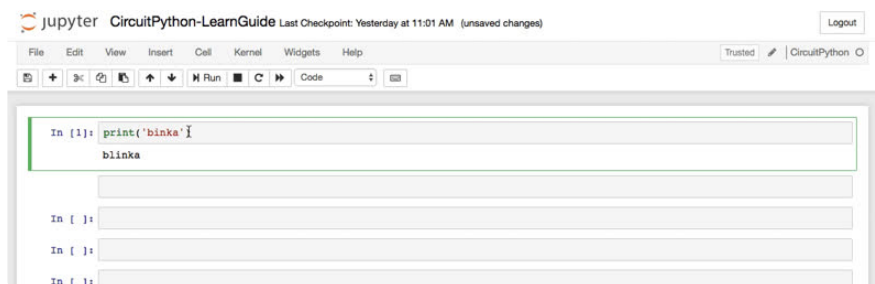 jupyter CircuitPython-LearnGuide Last Checkpoint: Yesterday at 11:01 AM (unsaved changes) Logout
File Edit View Insert Cell Kernel Widgets Help Trusted CircuitPython
Run Code
In [1]: print('binka'
blinka
In [ ]:
In [ ]:
In [ ]: